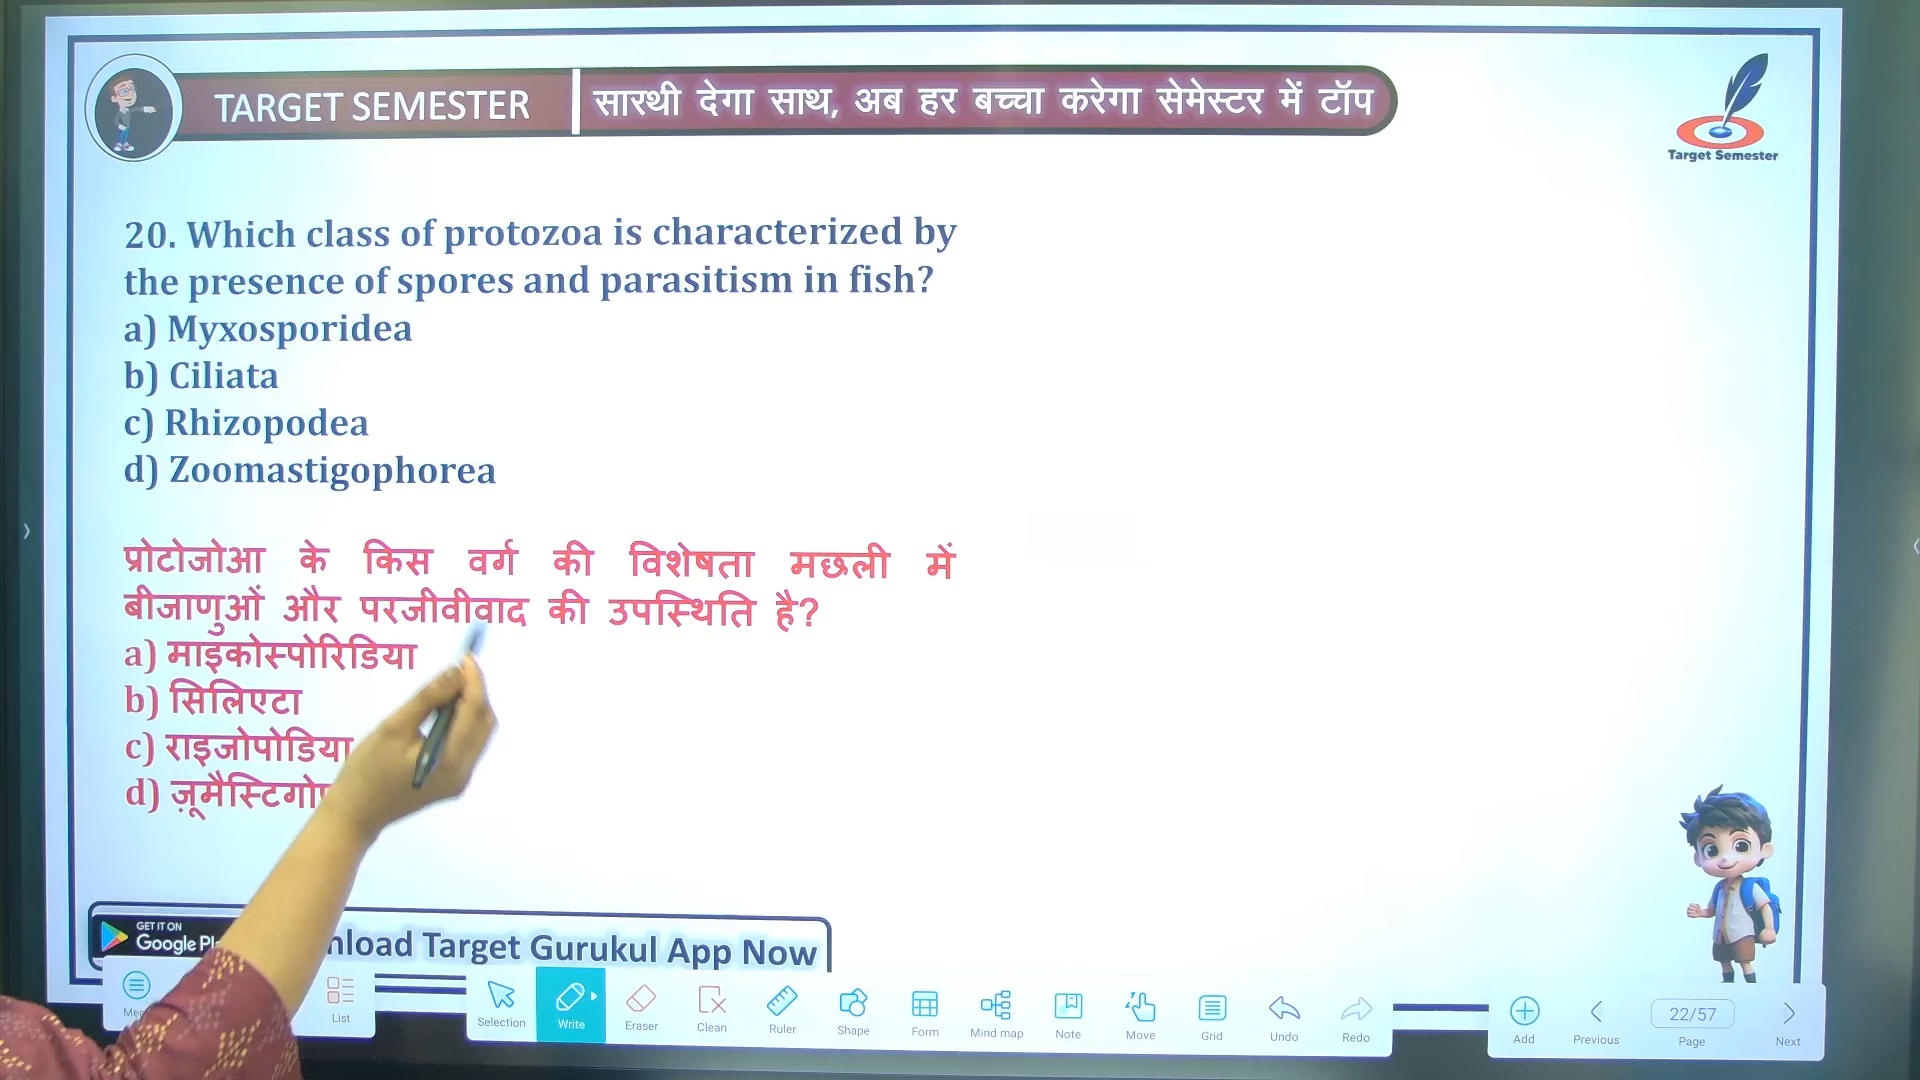 TARGET SEMESTER
सारथी देगा साथ, अब हर बच्चा करेगा सेमेस्टर में टॉप
Target Semester
20. Which class of protozoa is characterized by
the presence of spores and parasitism in fish?
a) Myxosporidea
b) Ciliata
c) Rhizopodea
d) Zoomastigophorea
प्रोटोजोआ के किस वर्ग की विशेषता मछली में
बीजाणुओं और परजीवीवाद की उपस्थिति है?
a) माइकोस्पोरिडिया
b) सिलिएटा
c) राइजोपोडिया
d)
GET IT ON
Google
Target Gurukul App Now
List
Selection
Write
Eraser
Clean
Ruler
Shape
Form
Mind map
Note
Move
Grid
Undo
Redo
Add
Previous
22/57
Page
Next